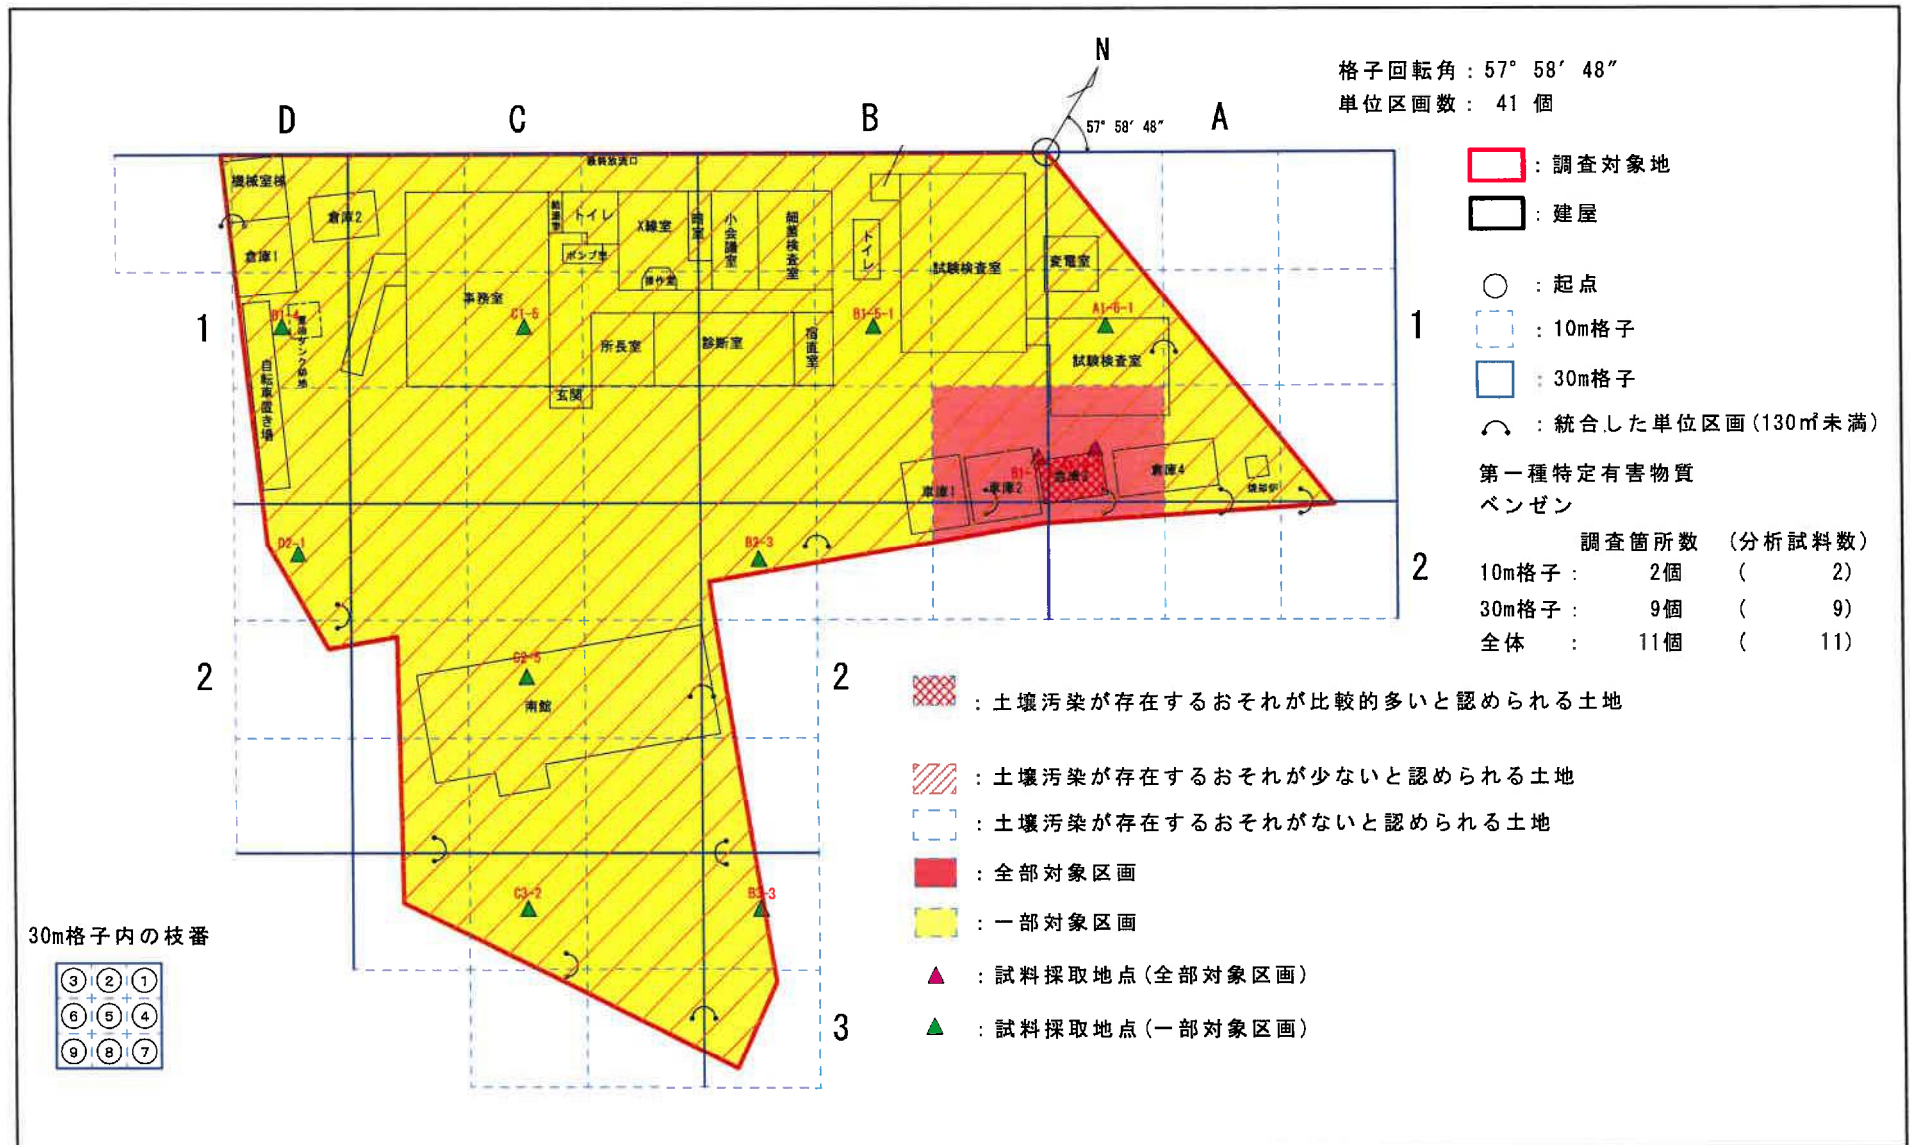 N
格子回転角：57° 58′ 48″
単位区画数： 41 個
57° 58′ 48″
D
C
B
A
：調査対象地
：建屋
：起点
：10m格子
：30m格子
：統合した単位区画(130㎡未満)
第一種特定有害物質
ベンゼン
調査箇所数 （分析試料数）
10m格子： 2個 ( 2)
30m格子： 9個 ( 9)
全体 ： 11個 ( 11)
最終放流口
機械室棟
倉庫2
倉庫1
トイレ
ポンプ室
X線室
暗室
操作室
小会議室
細菌検査室
トイレ
試験検査室
変電室
事務室
所長室
診断室
宿直室
玄関
試験検査室
自転車置き場
C1-5
B1-5-1
A1-6-1
1
1
車庫1
車庫2
倉庫4
焼却炉
D2-1
B2-3
2
2
2
C2-5
南館
C3-2
B3-3
3
：土壌汚染が存在するおそれが比較的多いと認められる土地
：土壌汚染が存在するおそれが少ないと認められる土地
：土壌汚染が存在するおそれがないと認められる土地
：全部対象区画
：一部対象区画
：試料採取地点(全部対象区画)
：試料採取地点(一部対象区画)
30m格子内の枝番
③ ② ①
⑥ ⑤ ④
⑨ ⑧ ⑦